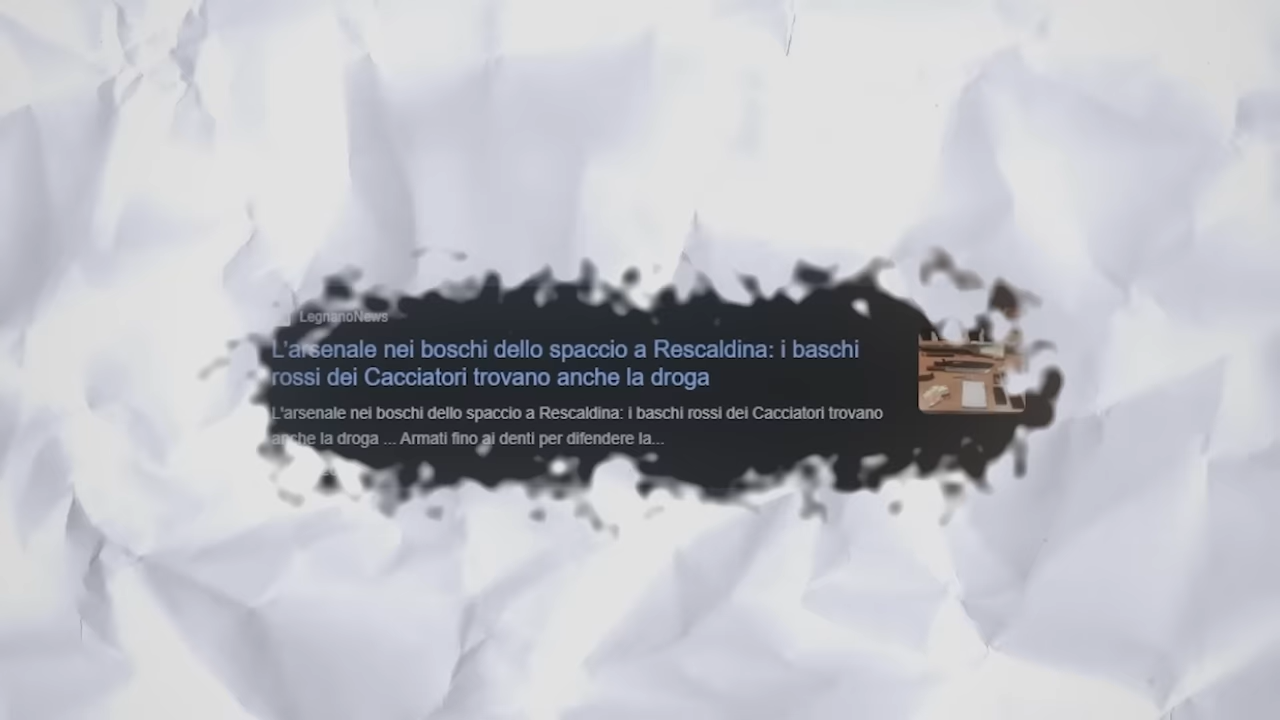 LegnanoNews
L'arsenale nei boschi dello spaccio a Rescaldina: i baschi
rossi dei Cacciatori trovano anche la droga
L'arsenale nei boschi dello spaccio a Rescaldina: i baschi rossi dei Cacciatori trovano
anche la droga ... Armati fino ai denti per difendere la...